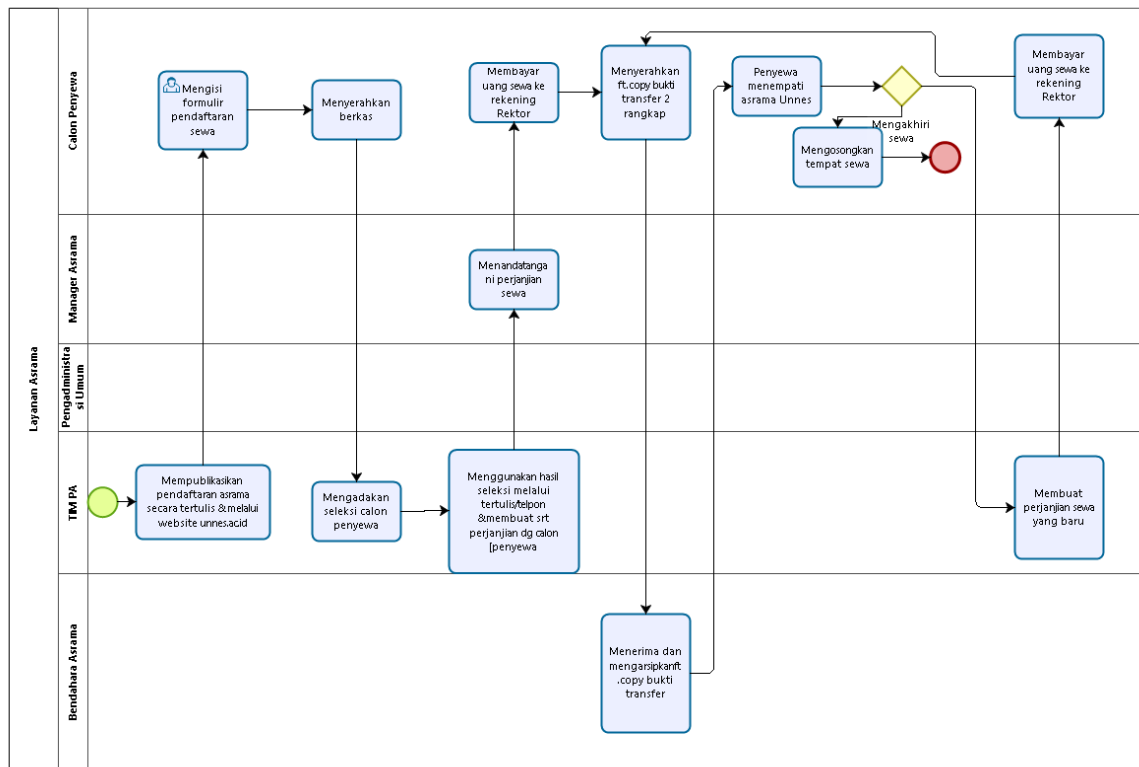 Layanan Asrama
Calon Penyewa
Mengisi
formulir
pendaftaran
sewa
Menyerahkan
berkas
Membayar
uang sewa ke
rekening
Rektor
Menyerahkan
ft.copy bukti
transfer 2
rangkap
Penyewa
menempati
asrama Unnes
Mengakhiri
sewa
Mengosongkan
tempat sewa
Membayar
uang sewa ke
rekening
Rektor
Manager Asrama
Menandatanga
ni perjanjian
sewa
Pengadministra
si Umum
TIM PA
Mempublikasikan
pendaftaran asrama
secara tertulis &melalui
website unnes.acid
Mengadakan
seleksi calon
penyewa
Menggunakan hasil
seleksi melalui
tertulis/telpon
&membuat srt
perjanjian dg calon
[penyewa
Membuat
perjanjian sewa
yang baru
Bendahara Asrama
Menerima dan
mengarsipkanft
.copy bukti
transfer